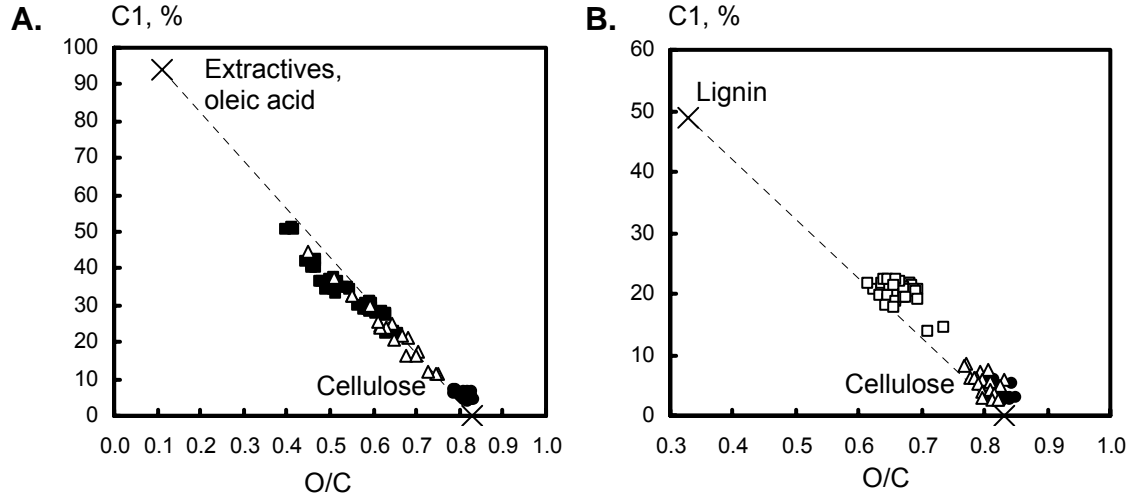 A.
C1, %
100
90
80
70
60
50
40
30
20
10
0
Extractives,
oleic acid
Cellulose
0.0 0.1 0.2 0.3 0.4 0.5 0.6 0.7 0.8 0.9 1.0
O/C
B.
C1, %
60
50
40
30
20
10
0
Lignin
Cellulose
0.3 0.4 0.5 0.6 0.7 0.8 0.9 1.0
O/C